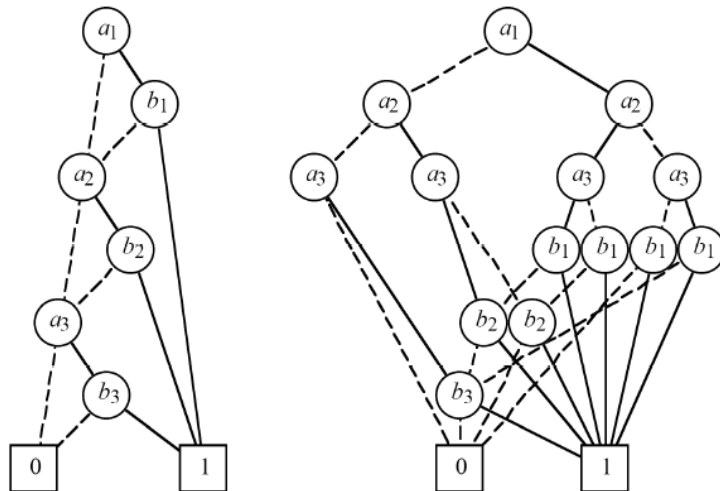 a1 a1
a2 a2
b1
a2 a3 a3 a3 a3
b2 b1 b1 b1 b1
a3 b2 b2
b3 b3
0 1 0 1